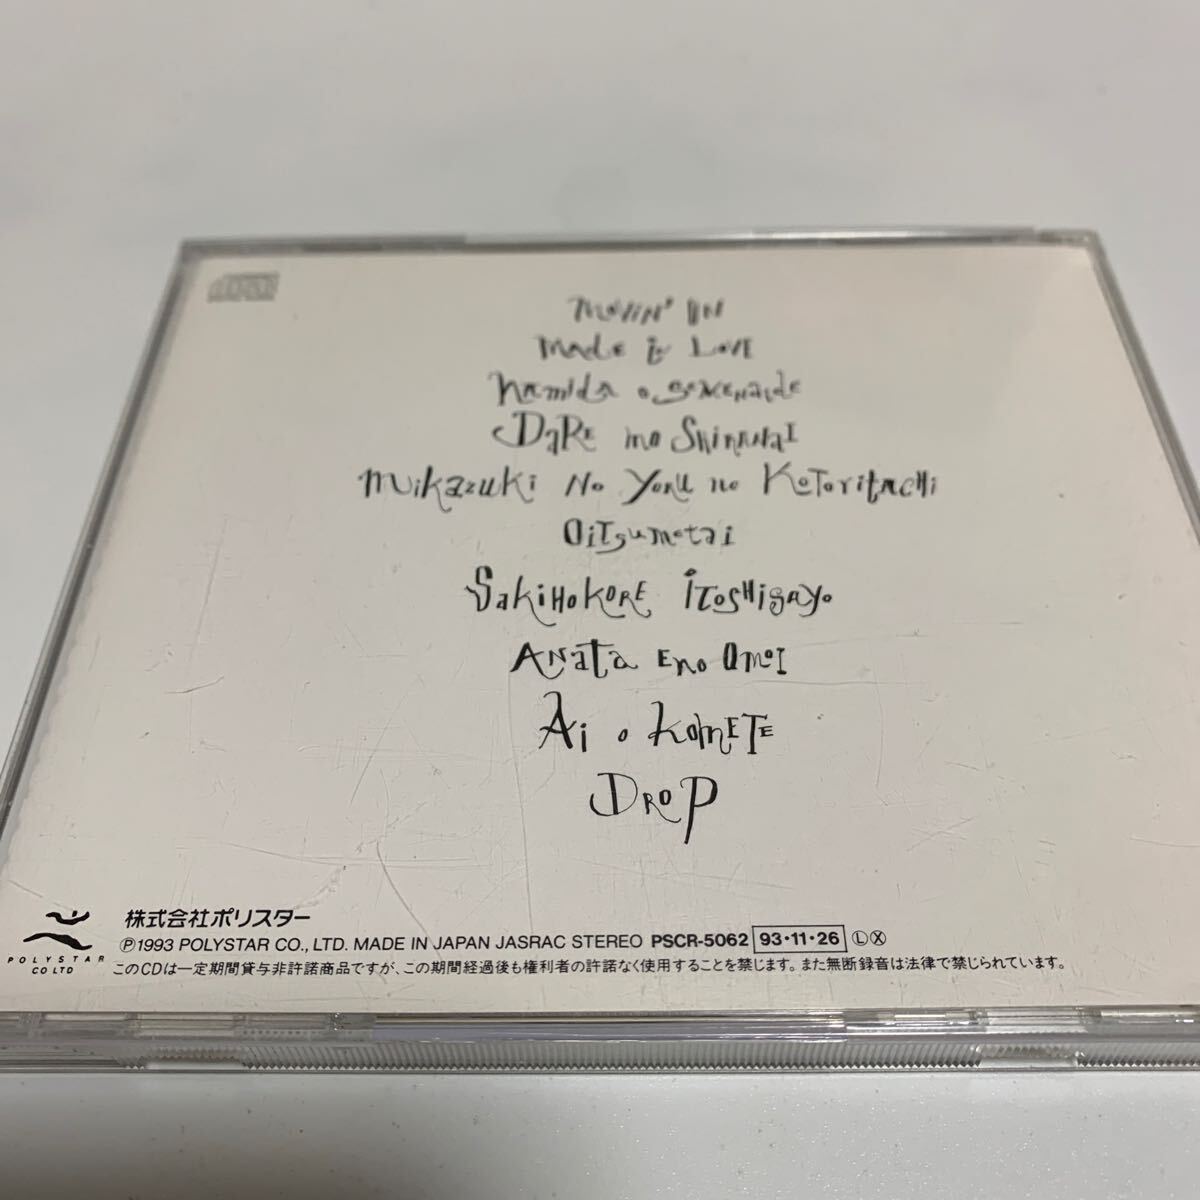 MOVIN' ON
MADE IN LOVE
NAMIDA O SEMENAIDE
DARE mo SHIRANAI
MIKAZUKI No YORU no KOTORITACHI
OITSUMETAI
SAKIHOKORE ITOSHISAYO
ANATA ENO OMOI
Ai o KOMETE
DROP
株式会社ポリスター
Ⓟ1993 POLYSTAR CO., LTD. MADE IN JAPAN JASRAC STEREO PSCR-5062 93・11・26 Ⓛ Ⓧ
POLYSTAR
CO LTD
このCDは一定期間貸与非許諾商品ですが、この期間経過後も権利者の許諾なく使用することを禁じます。また無断録音は法律で禁じられています。